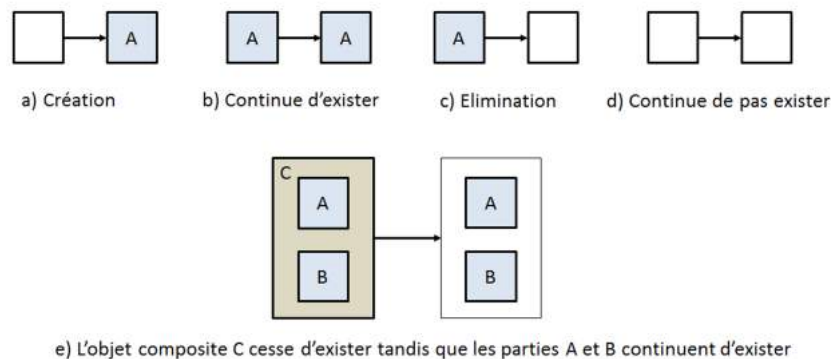 A A A A
a) Création b) Continue d'exister c) Elimination d) Continue de pas exister
C
A A
B B
e) L'objet composite C cesse d'exister tandis que les parties A et B continuent d'exister